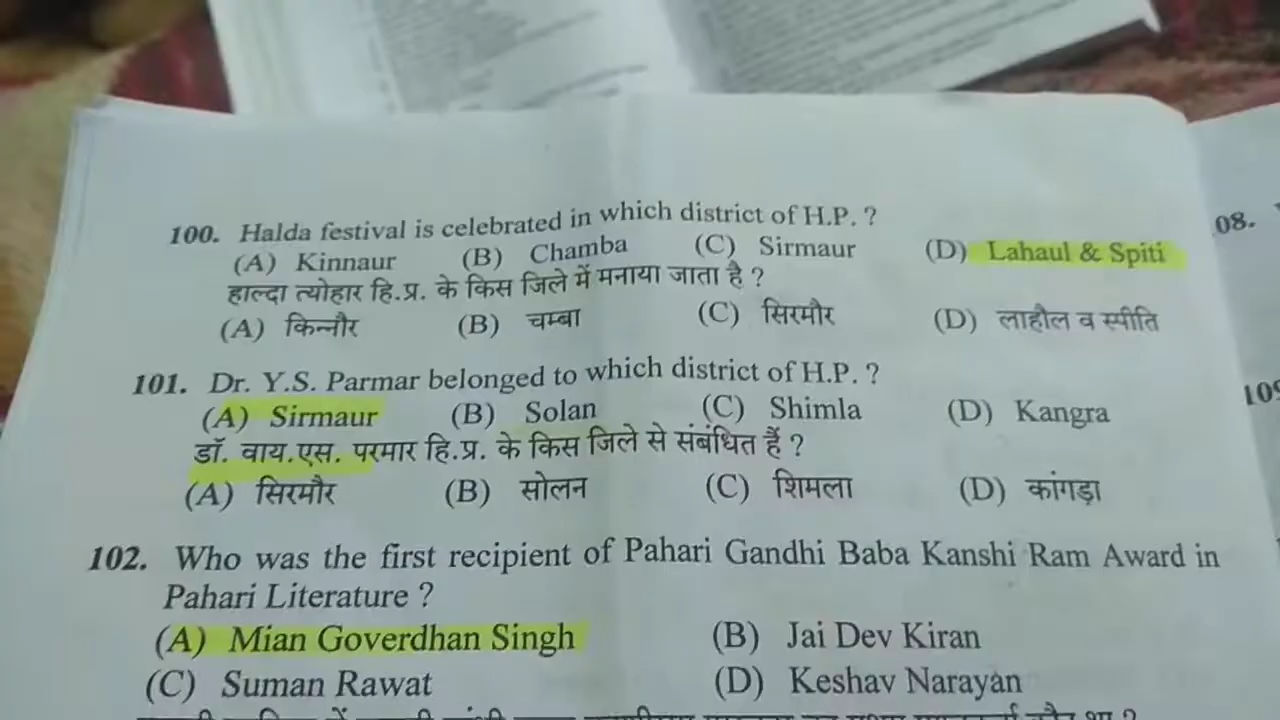 100. Halda festival is celebrated in which district of H.P. ?
(A) Kinnaur (B) Chamba (C) Sirmaur (D) Lahaul & Spiti
हाल्दा त्योहार हि.प्र. के किस जिले में मनाया जाता है ?
(A) किन्नौर (B) चम्बा (C) सिरमौर (D) लाहौल व स्पीति
101. Dr. Y.S. Parmar belonged to which district of H.P. ?
(A) Sirmaur (B) Solan (C) Shimla (D) Kangra
डॉ. वाय.एस. परमार हि.प्र. के किस जिले से संबंधित हैं ?
(A) सिरमौर (B) सोलन (C) शिमला (D) कांगड़ा
102. Who was the first recipient of Pahari Gandhi Baba Kanshi Ram Award in
Pahari Literature ?
(A) Mian Goverdhan Singh (B) Jai Dev Kiran
(C) Suman Rawat (D) Keshav Narayan
08.
109